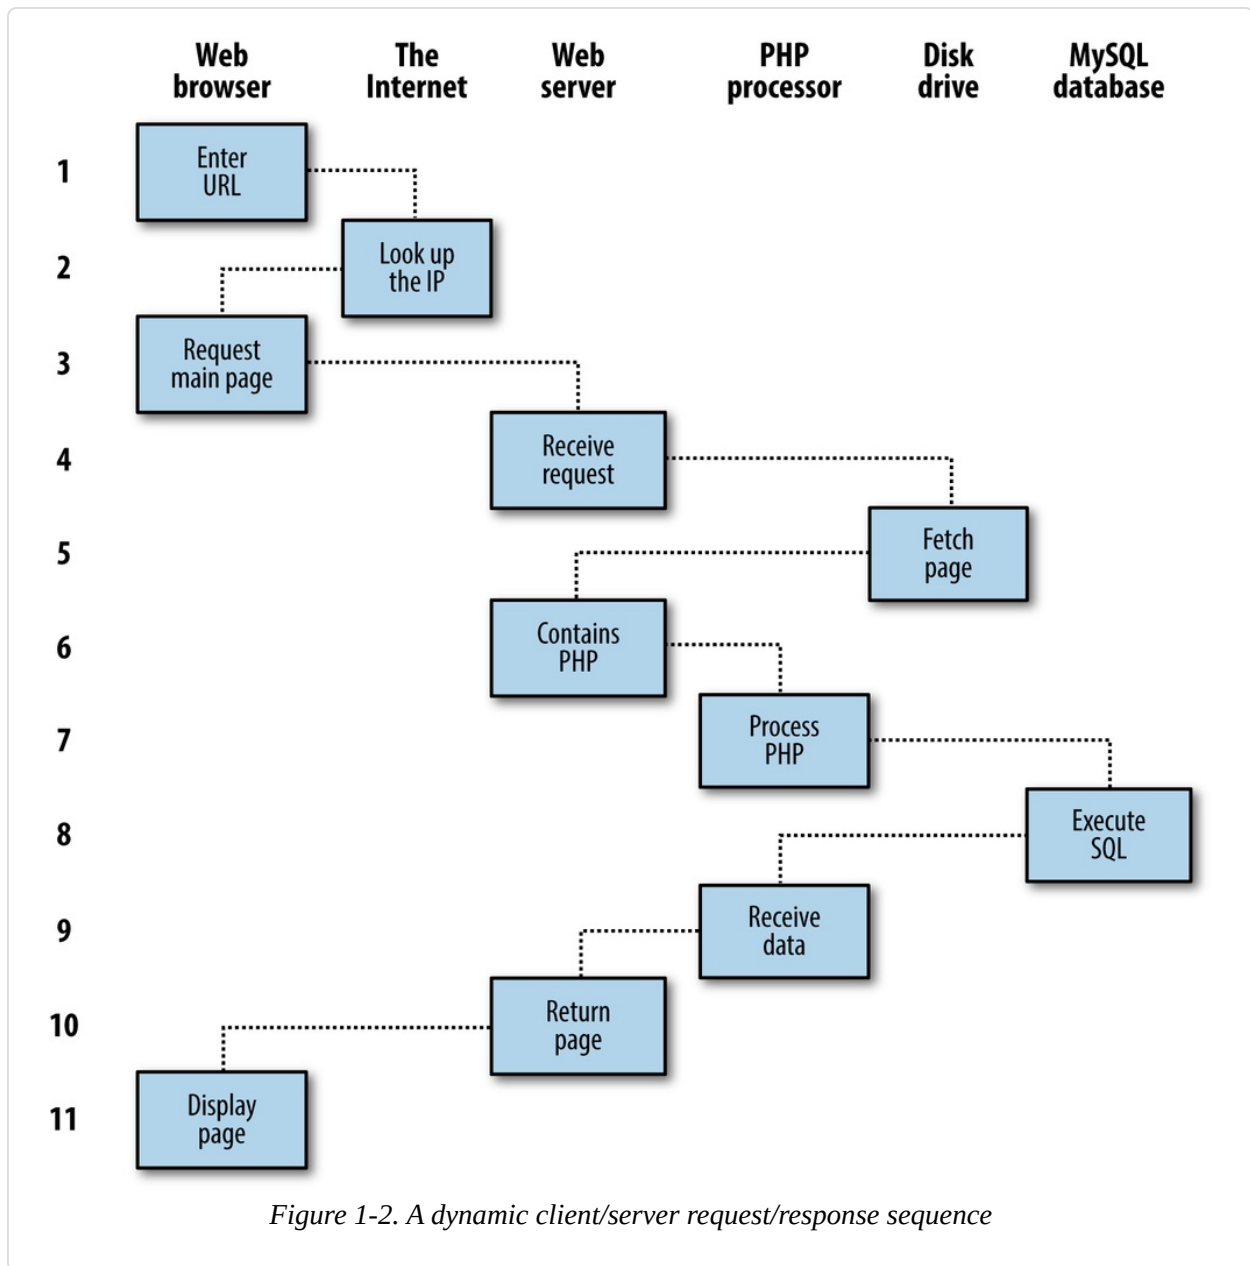 Web
browser
The
Internet
Web
server
PHP
processor
Disk
drive
MySQL
database
1
Enter
URL
2
Look up
the IP
3
Request
main page
4
Receive
request
5
Fetch
page
6
Contains
PHP
7
Process
PHP
8
Execute
SQL
9
Receive
data
10
Return
page
11
Display
page
Figure 1-2. A dynamic client/server request/response sequence